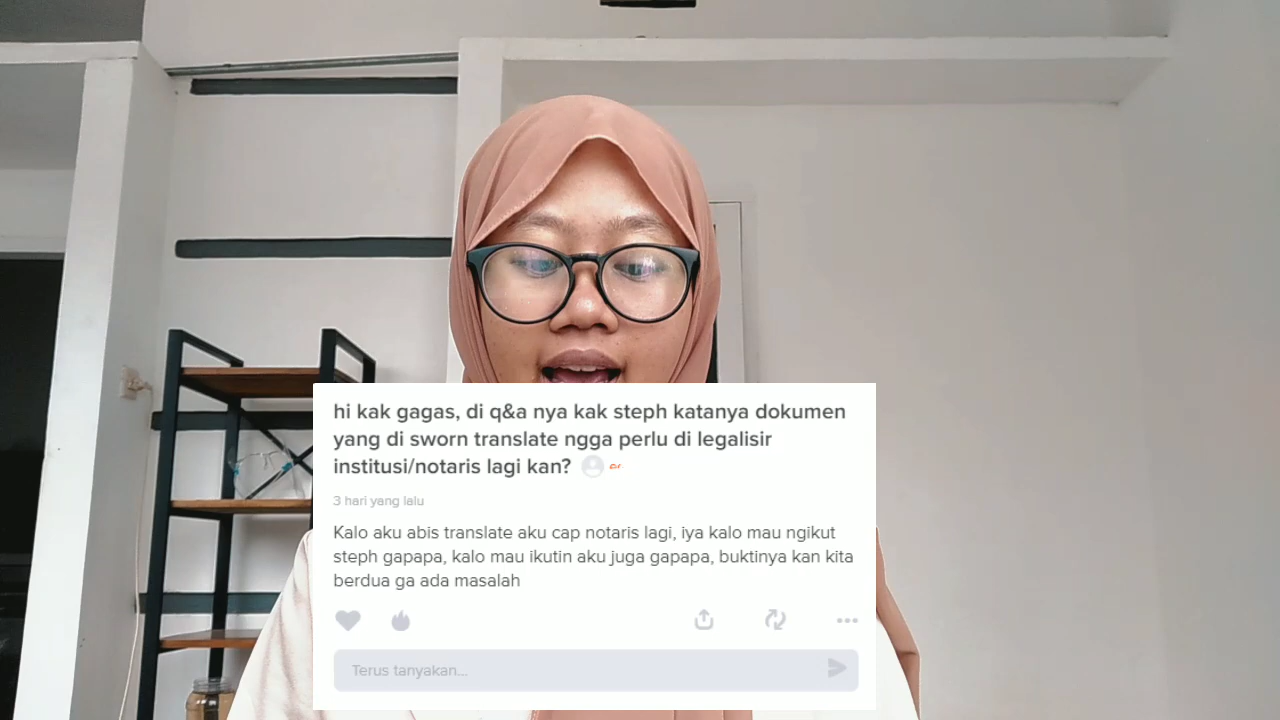 hi kak gagas, di q&a nya kak steph katanya dokumen
yang di sworn translate ngga perlu di legalisir
institusi/notaris lagi kan?
3 hari yang lalu
Kalo aku abis translate aku cap notaris lagi, iya kalo mau ngikut
steph gapapa, kalo mau ikutin aku juga gapapa, buktinya kan kita
berdua ga ada masalah
Terus tanyakan...